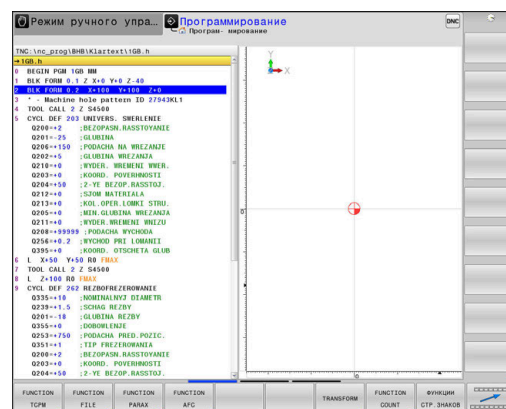 Режим ручного упра…
Программирование
Програм- мирование
DNC
TNC:\nc_prog\BHB\Klartext\1GB.h
→1GB.h
0 BEGIN PGM 1GB MM
1 BLK FORM 0.1 Z X+0 Y+0 Z-40
2 BLK FORM 0.2 X+100 Y+100 Z+0
3 * - Machine hole pattern ID 27943KL1
4 TOOL CALL 2 Z S4500
5 CYCL DEF 203 UNIVERS. SWERLENIE
Q200=+2 ;BEZOPASN.RASSTOYANIE
Q201=-25 ;GLUBINA
Q206=+150 ;PODACHA NA WREZANJE
Q202=+5 ;GLUBINA WREZANJA
Q210=+0 ;WYDER. WREMENI WWER.
Q203=+0 ;KOORD. POVERHNOSTI
Q204=+50 ;2-YE BEZOP.RASSTOJ.
Q212=+0 ;SJOM MATERIALA
Q213=+0 ;KOL.OPER.LOMKI STRU.
Q205=+0 ;MIN.GLUBINA WREZANJA
Q211=+0 ;WYDER.WREMENI WNIZU
Q208=+99999 ;PODACHA WYCHODA
Q256=+0.2 ;WYCHOD PRI LOMANII
Q395=+0 ;KOORD. OTSCHETA GLUB
6 L X+50 Y+50 R0 FMAX
7 TOOL CALL 2 Z S4500
8 L Z+100 R0 FMAX
9 CYCL DEF 262 REZBOFREZEROWANIE
Q335=+10 ;NOMINALNYJ DIAMETR
Q239=+1.5 ;SCHAG REZBY
Q201=-18 ;GLUBINA REZBY
Q355=+0 ;DOBOWLENJE
Q253=+750 ;PODACHA PRED.POZIC.
Q351=+1 ;TIP FREZEROWANIA
Q200=+2 ;BEZOPASN.RASSTOYANIE
Q203=+0 ;KOORD. POVERHNOSTI
Q204=+50 ;2-YE BEZOP.RASSTOJ.
Y
X
0
0
FUNCTION TCPM
FUNCTION FILE
FUNCTION PARAX
FUNCTION AFC
TRANSFORM
FUNCTION COUNT
ФУНКЦИИ СТР.ЗНАКОВ